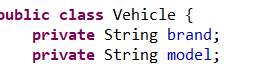 public class Vehicle {
    private String brand;
    private String model;